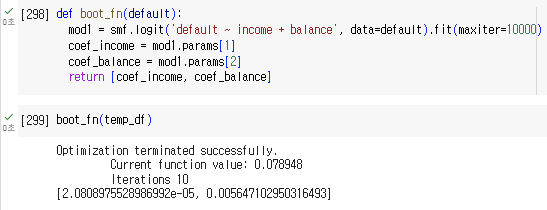 [298] def boot_fn(default):
0초 mod1 = smf.logit('default ~ income + balance', data=default).fit(maxiter=10000)
coef_income = mod1.params[1]
coef_balance = mod1.params[2]
return [coef_income, coef_balance]
[299] boot_fn(temp_df)
0초
Optimization terminated successfully.
Current function value: 0.078948
Iterations 10
[2.0808975528986992e-05, 0.005647102950316493]